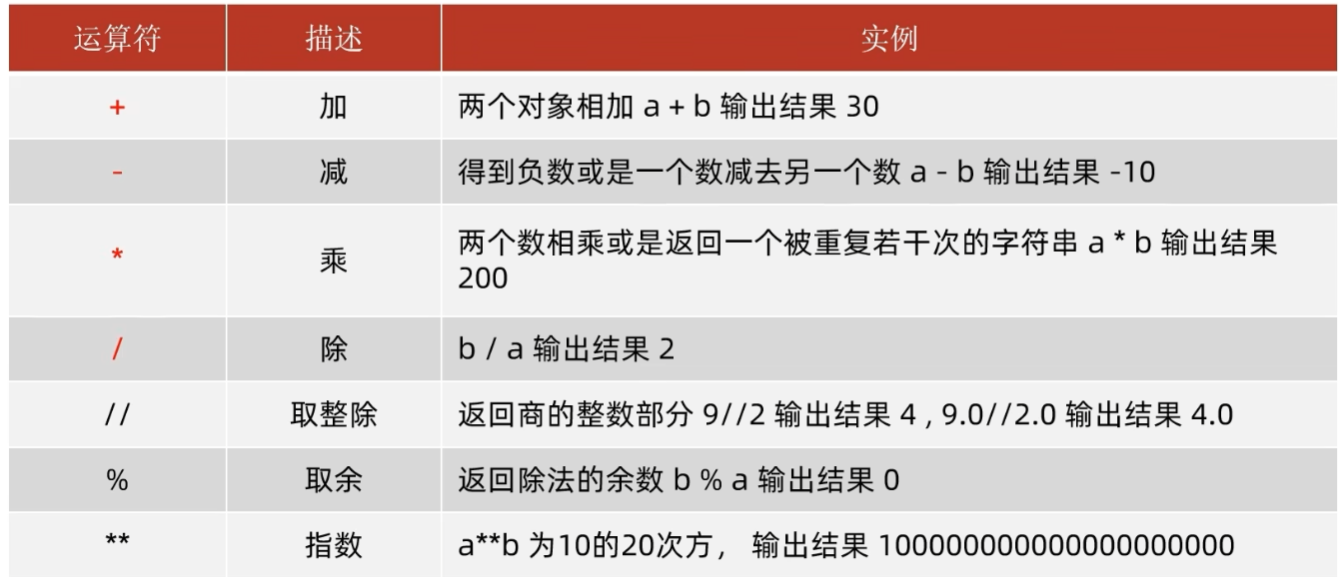 运算符 描述 实例
+ 加 两个对象相加 a + b 输出结果 30
- 减 得到负数或是一个数减去另一个数 a - b 输出结果 -10
* 乘 两个数相乘或是返回一个被重复若干次的字符串 a * b 输出结果
200
/ 除 b / a 输出结果 2
// 取整除 返回商的整数部分 9//2 输出结果 4 , 9.0//2.0 输出结果 4.0
% 取余 返回除法的余数 b % a 输出结果 0
** 指数 a**b 为10的20次方， 输出结果 100000000000000000000